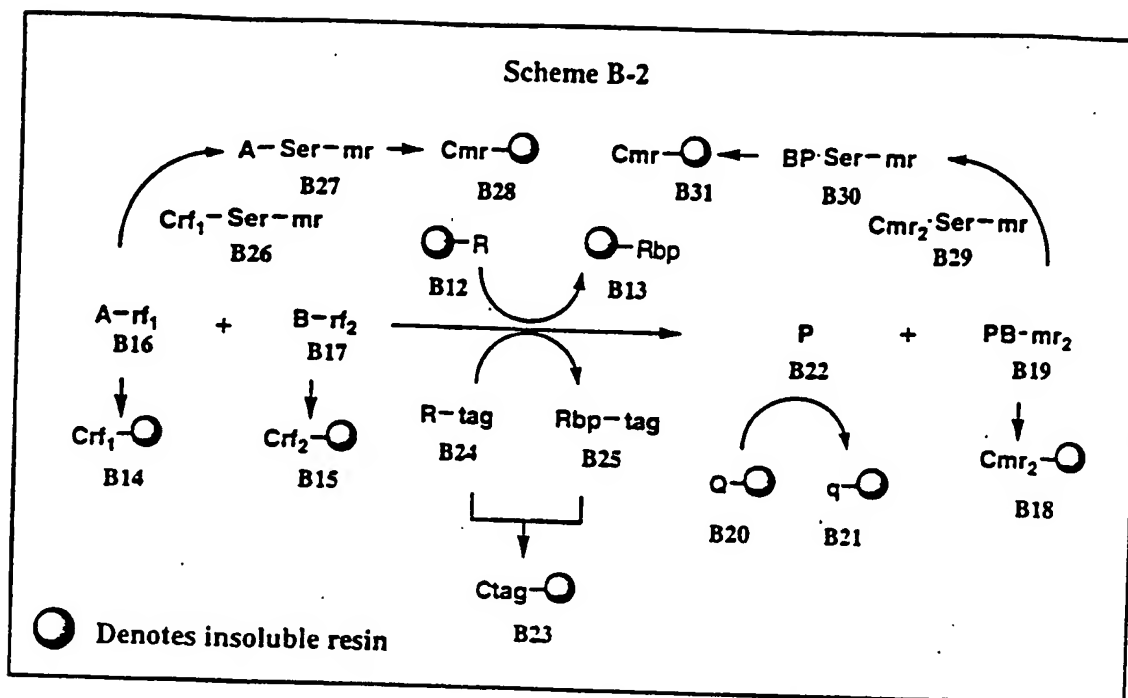 Scheme B-2
A-Ser-mr → Cmr-
B27 B28
Cmr- ← BP·Ser-mr
B31 B30
Crf₁-Ser-mr
B26
Cmr₂·Ser-mr
B29
R
B12
Rbp
B13
A-rf₁ + B-rf₂ → P + PB-mr₂
B16 B17 B22 B19
Crf₁-
B14
Crf₂-
B15
R-tag
B24
Rbp-tag
B25
Q-
B20
q-
B21
Cmr₂-
B18
Ctag-
B23
Denotes insoluble resin